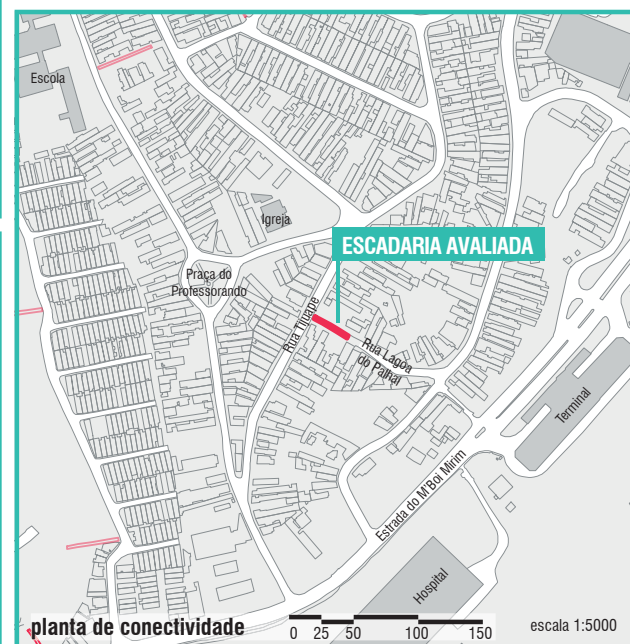 Escola
Igreja
ESCADARIA AVALIADA
Praça do
Professorando
Rua Tijuape
Rua Lagoa
do Palhal
Terminal
Estrada do M'Boi Mirim
Hospital
planta de conectividade
0 25 50 100 150
escala 1:5000